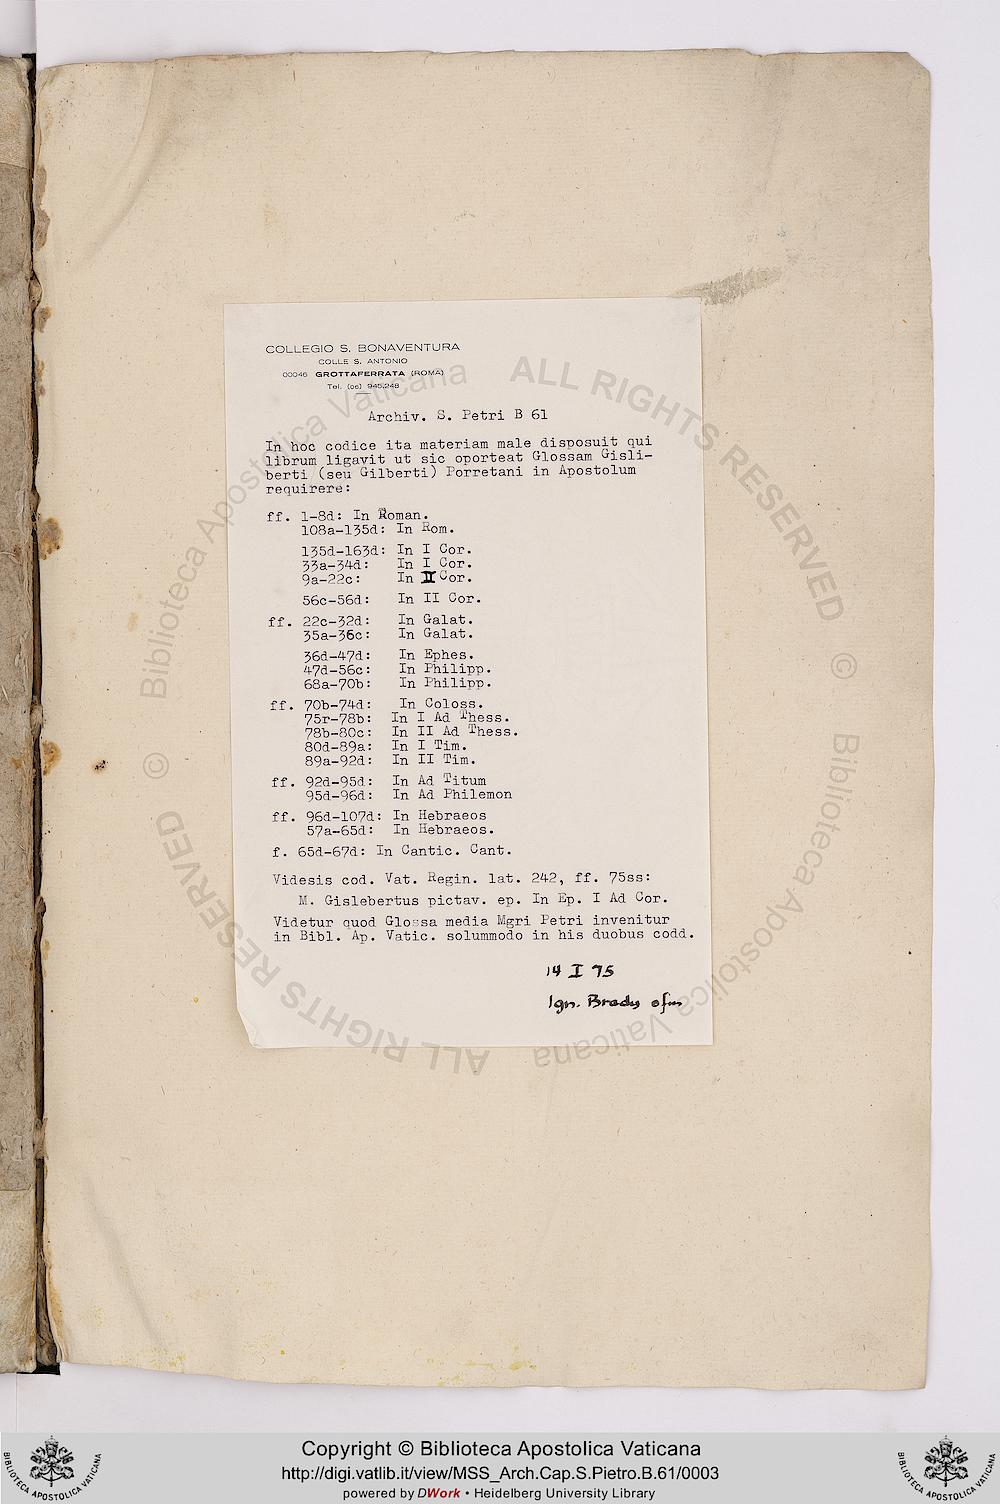 COLLEGIO S. BONAVENTURA
COLLE S. ANTONIO
00046 GROTTAFERRATA (ROMA)
Tel. (06) 945.248
Archiv. S. Petri B 61
In hoc codice ita materiam male disposuit qui
librum ligavit ut sic oporteat Glossam Gisli-
berti (seu Gilberti) Porretani in Apostolum
requirere:
ff. 1-8d: In Roman.
108a-135d: In Rom.
135d-163d: In I Cor.
33a-34d: In I Cor.
9a-22c: In II Cor.
56c-56d: In II Cor.
ff. 22c-32d: In Galat.
35a-36c: In Galat.
36d-47d: In Ephes.
47d-56c: In Philipp.
68a-70b: In Philipp.
ff. 70b-74d: In Coloss.
75r-78b: In I Ad Thess.
78b-80c: In II Ad Thess.
80d-89a: In I Tim.
89a-92d: In II Tim.
ff. 92d-95d: In Ad Titum
95d-96d: In Ad Philemon
ff. 96d-107d: In Hebraeos
57a-65d: In Hebraeos.
f. 65d-67d: In Cantic. Cant.
Videsis cod. Vat. Regin. lat. 242, ff. 75ss:
M. Gislebertus pictav. ep. In Ep. I Ad Cor.
Videtur quod Glossa media Mgri Petri invenitur
in Bibl. Ap. Vatic. solummodo in his duobus codd.
14 I 75
Ign. Brady ofm
© Biblioteca Apostolica Vaticana ALL RIGHTS RESERVED
© Biblioteca Apostolica Vaticana ALL RIGHTS RESERVED
BIBLIOTECA APOSTOLICA VATICANA
Copyright © Biblioteca Apostolica Vaticana
http://digi.vatlib.it/view/MSS_Arch.Cap.S.Pietro.B.61/0003
powered by DWork • Heidelberg University Library
BIBLIOTECA APOSTOLICA VATICANA